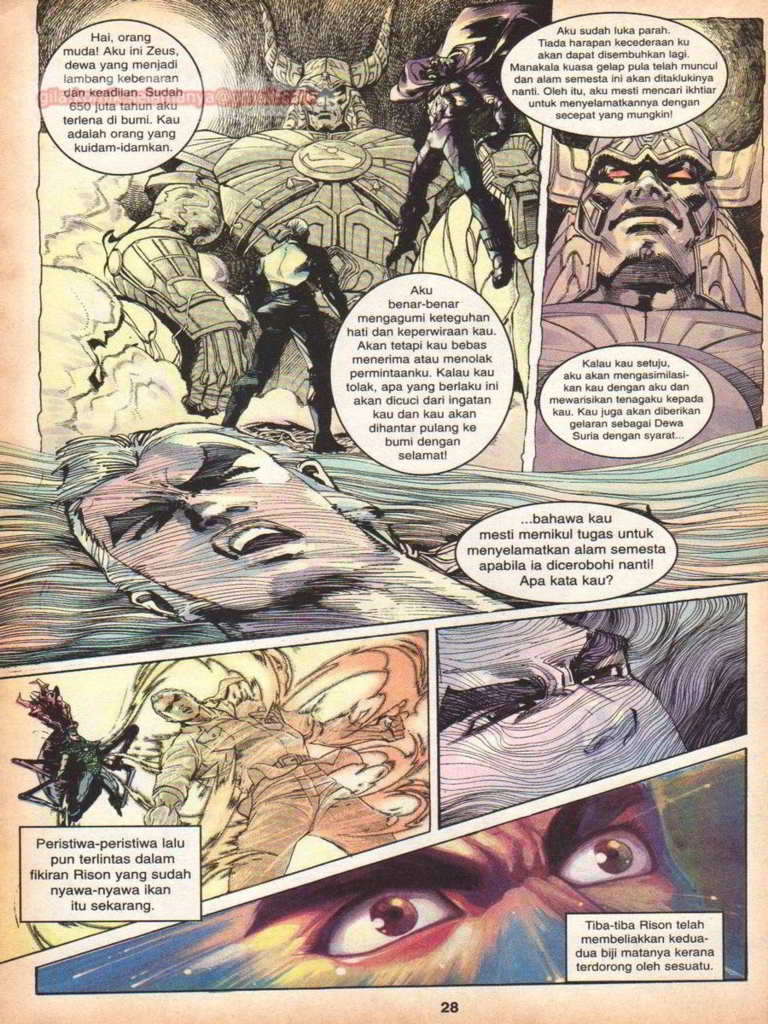 Hai, orang
muda! Aku ini Zeus,
dewa yang menjadi
lambang kebenaran
dan keadilan. Sudah
650 juta tahun aku
terlena di bumi. Kau
adalah orang yang
kuidam-idamkan.
Aku sudah luka parah.
Tiada harapan kecederaan ku
akan dapat disembuhkan lagi.
Manakala kuasa gelap pula telah muncul
dan alam semesta ini akan ditaklukinya
nanti. Oleh itu, aku mesti mencari ikhtiar
untuk menyelamatkannya dengan
secepat yang mungkin!
Aku
benar-benar
mengagumi keteguhan
hati dan keperwiraan kau.
Akan tetapi kau bebas
menerima atau menolak
permintaanku. Kalau kau
tolak, apa yang berlaku ini
akan dicuci dari ingatan
kau dan kau akan
dihantar pulang ke
bumi dengan
selamat!
Kalau kau setuju,
aku akan mengasimilasi-
kan kau dengan aku dan
mewarisikan tenagaku kepada
kau. Kau juga akan diberikan
gelaran sebagai Dewa
Suria dengan syarat...
...bahawa kau
mesti memikul tugas untuk
menyelamatkan alam semesta
apabila ia dicerobohi nanti!
Apa kata kau?
Peristiwa-peristiwa lalu
pun terlintas dalam
fikiran Rison yang sudah
nyawa-nyawa ikan
itu sekarang.
Tiba-tiba Rison telah
membeliakkan kedua-
dua biji matanya kerana
terdorong oleh sesuatu.
28